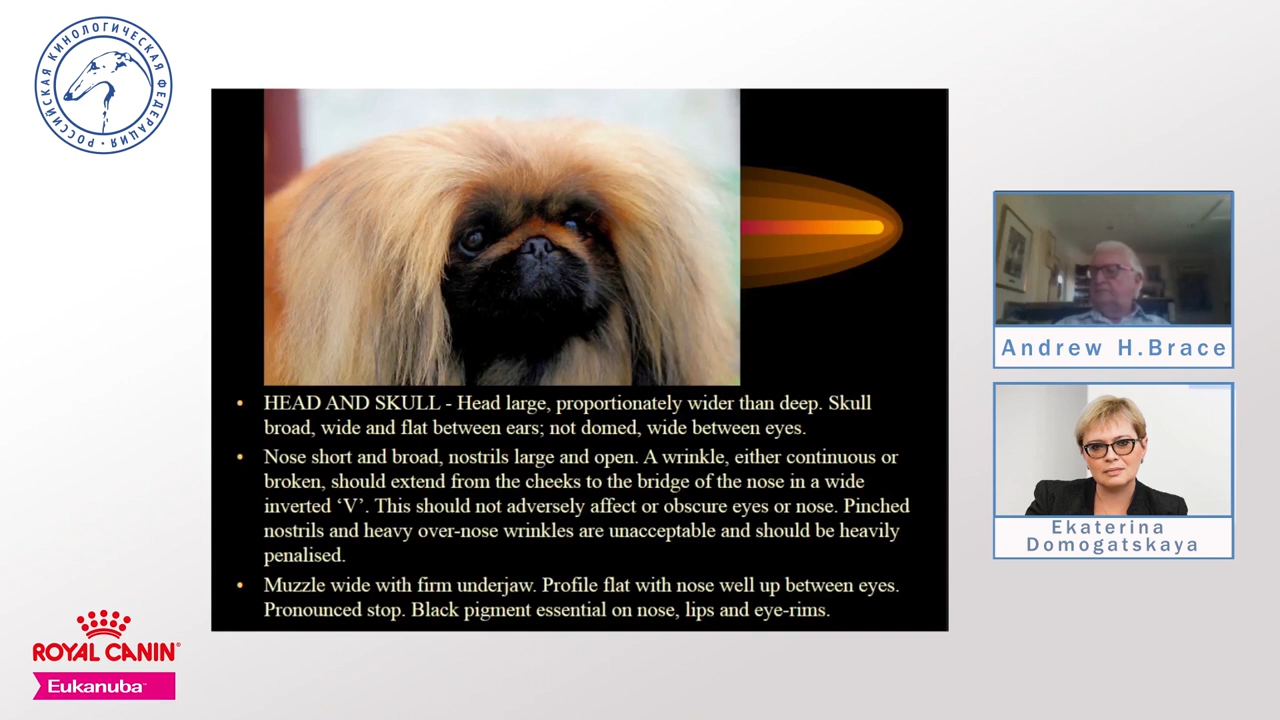 РОССИЙСКАЯ КИНОЛОГИЧЕСКАЯ ФЕДЕРАЦИЯ
• HEAD AND SKULL - Head large, proportionately wider than deep. Skull
broad, wide and flat between ears; not domed, wide between eyes.
• Nose short and broad, nostrils large and open. A wrinkle, either continuous or
broken, should extend from the cheeks to the bridge of the nose in a wide
inverted ‘V’. This should not adversely affect or obscure eyes or nose. Pinched
nostrils and heavy over-nose wrinkles are unacceptable and should be heavily
penalised.
• Muzzle wide with firm underjaw. Profile flat with nose well up between eyes.
Pronounced stop. Black pigment essential on nose, lips and eye-rims.
Andrew H.Brace
Ekaterina
Domogatskaya
ROYAL CANIN®
Eukanuba™